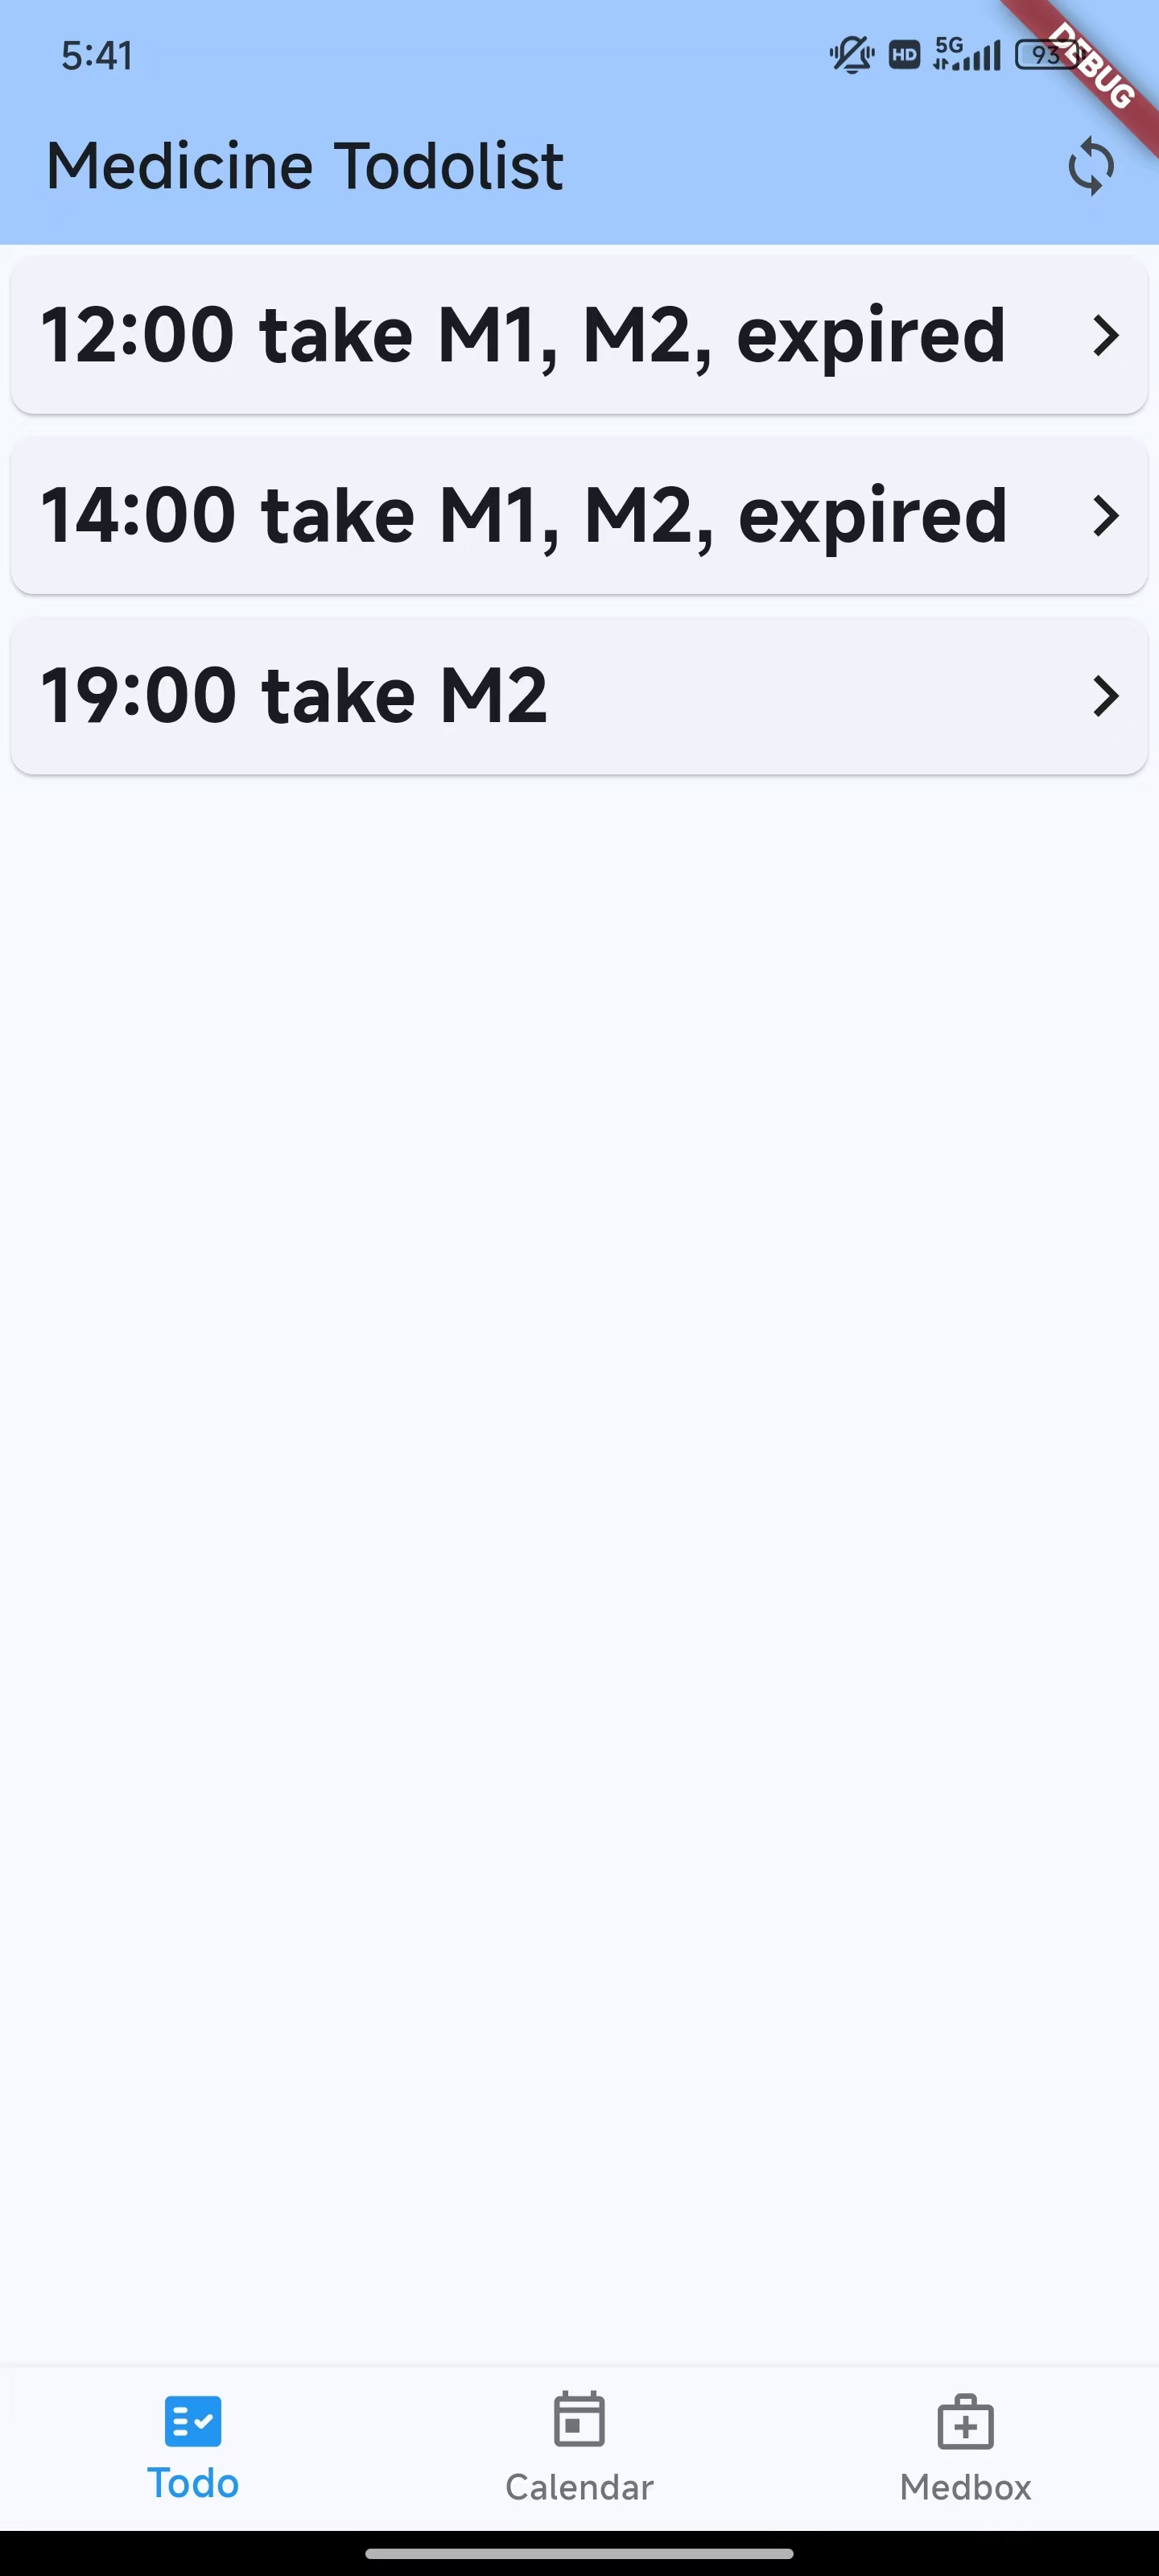 5:41
HD
5G
93
DEBUG
Medicine Todolist
12:00 take M1, M2, expired
14:00 take M1, M2, expired
19:00 take M2
Todo
Calendar
Medbox